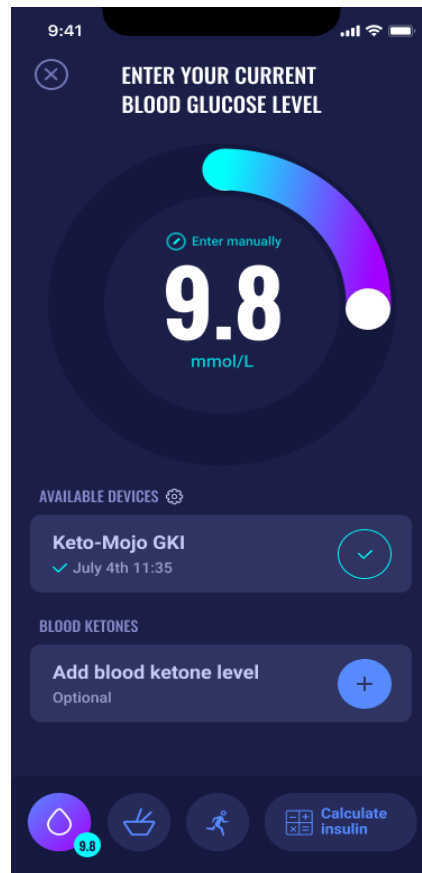 9:41
ENTER YOUR CURRENT
BLOOD GLUCOSE LEVEL
Enter manually
9.8
mmol/L
AVAILABLE DEVICES
Keto-Mojo GKI
July 4th 11:35
BLOOD KETONES
Add blood ketone level
Optional
9.8
Calculate
insulin